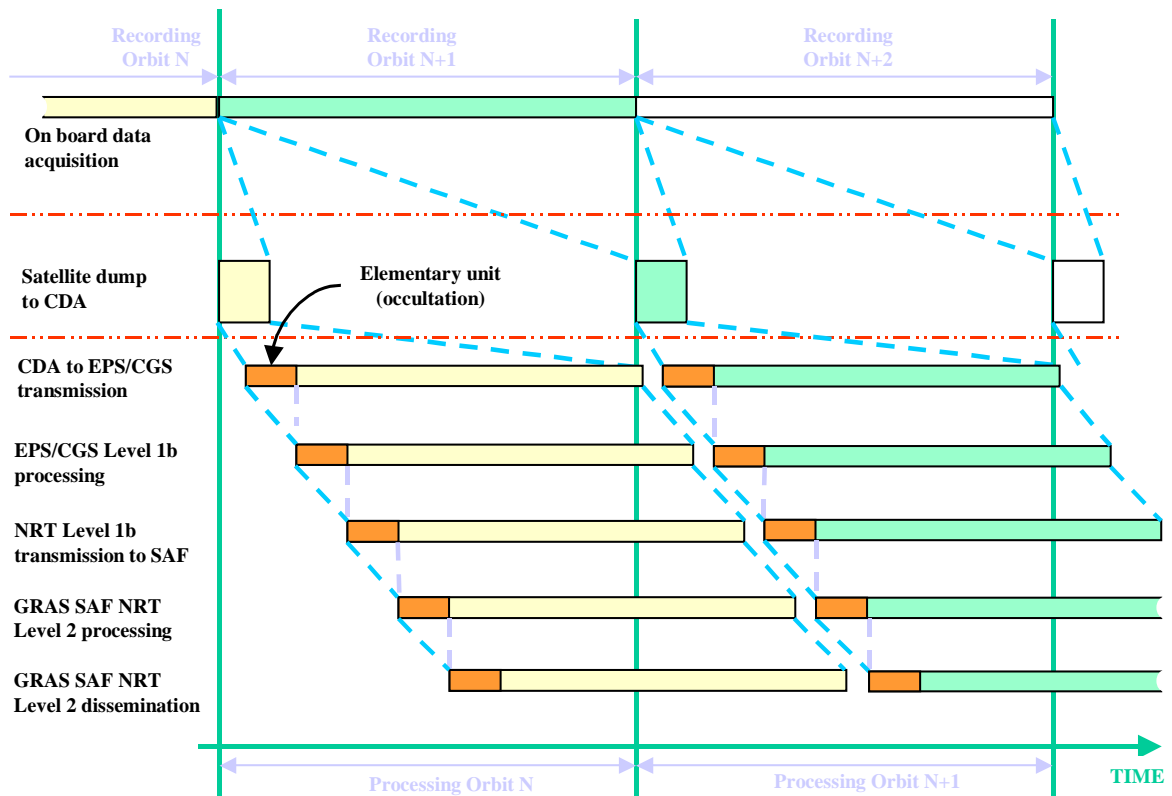 Recording
Orbit N
Recording
Orbit N+1
Recording
Orbit N+2
On board data
acquisition
Satellite dump
to CDA
Elementary unit
(occultation)
CDA to EPS/CGS
transmission
EPS/CGS Level 1b
processing
NRT Level 1b
transmission to SAF
GRAS SAF NRT
Level 2 processing
GRAS SAF NRT
Level 2 dissemination
TIME
Processing Orbit N
Processing Orbit N+1